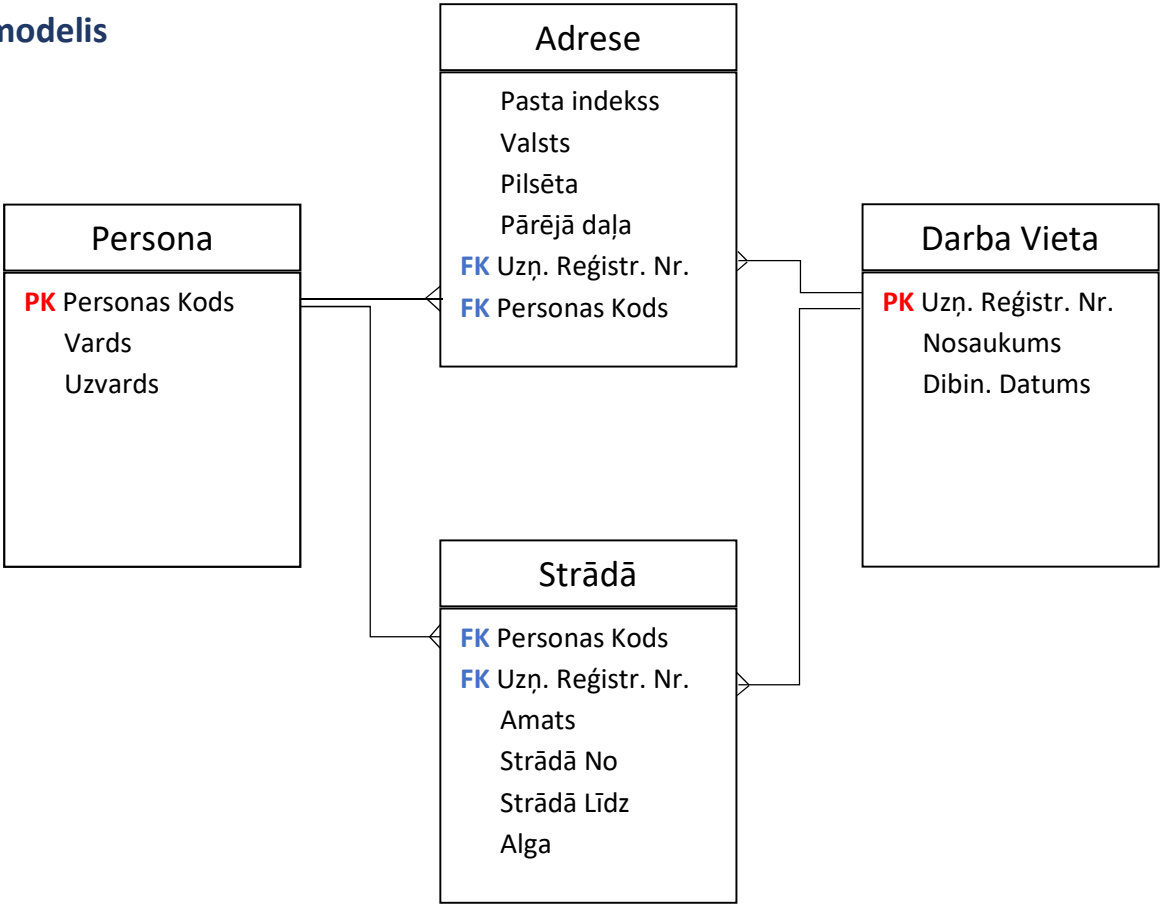 nodelis
Adrese
Pasta indekss
Valsts
Pilsēta
Pārējā daļa
FK Uzņ. Reģistr. Nr.
FK Personas Kods
Persona
PK Personas Kods
Vards
Uzvards
Darba Vieta
PK Uzņ. Reģistr. Nr.
Nosaukums
Dibin. Datums
Strādā
FK Personas Kods
FK Uzņ. Reģistr. Nr.
Amats
Strādā No
Strādā Līdz
Alga